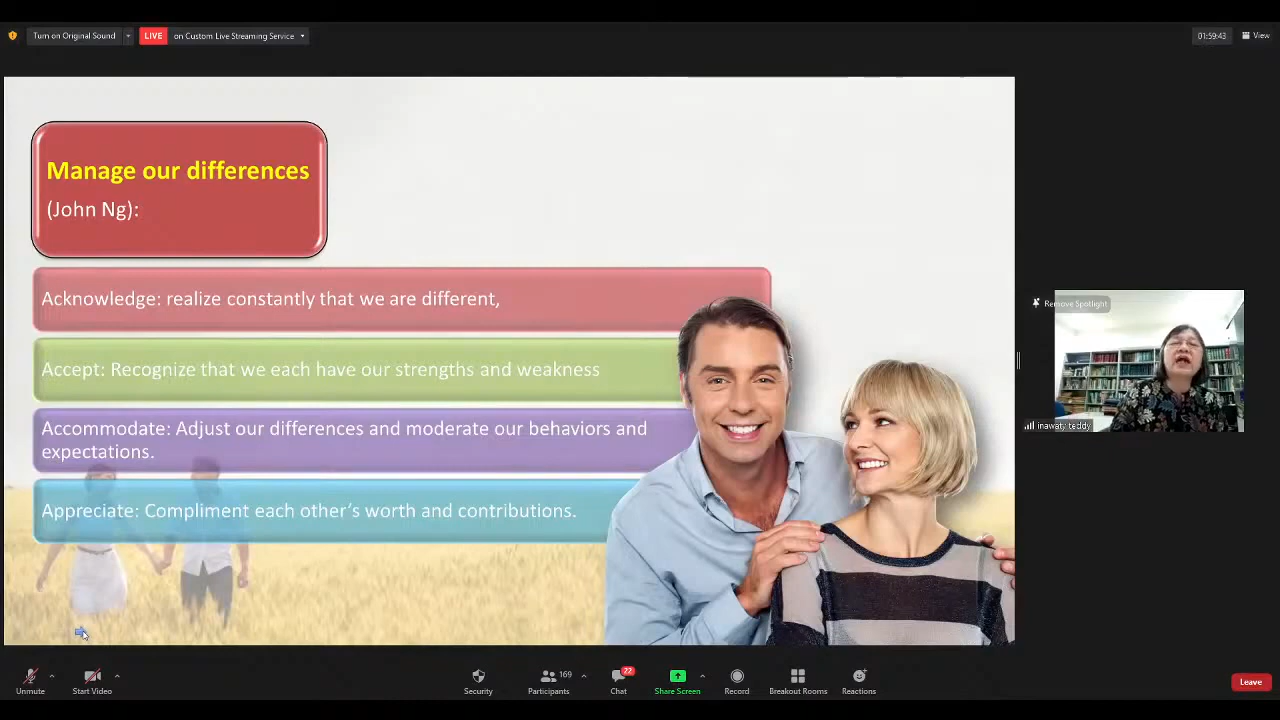 Turn on Original Sound
LIVE on Custom Live Streaming Service
01:59:43
View
Manage our differences
(John Ng):
Acknowledge: realize constantly that we are different,
Accept: Recognize that we each have our strengths and weakness
Accommodate: Adjust our differences and moderate our behaviors and
expectations.
Appreciate: Compliment each other’s worth and contributions.
Remove Spotlight
inawaty teddy
Unmute
Start Video
Security
169
Participants
22
Chat
Share Screen
Record
Breakout Rooms
Reactions
Leave